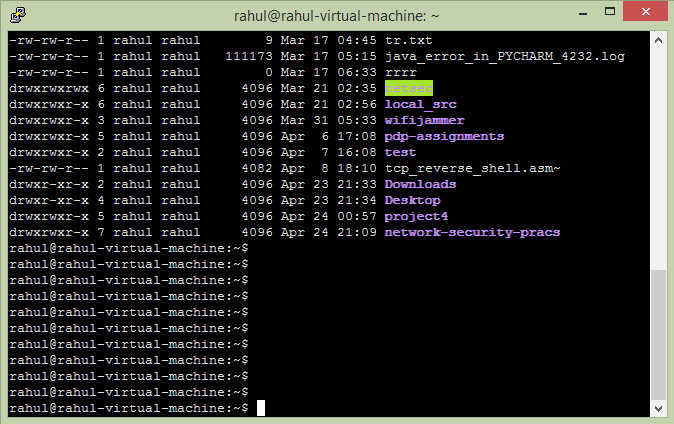 rahul@rahul-virtual-machine: ~
-rw-rw-r-- 1 rahul rahul 9 Mar 17 04:45 tr.txt
-rw-rw-r-- 1 rahul rahul 111173 Mar 17 05:15 java_error_in_PYCHARM_4232.log
-rw-rw-r-- 1 rahul rahul 0 Mar 17 06:33 rrrr
drwxrwxrwx 6 rahul rahul 4096 Mar 21 02:35 netsec
drwxrwxr-x 6 rahul rahul 4096 Mar 21 02:56 local_src
drwxrwxr-x 3 rahul rahul 4096 Mar 31 05:33 wifijammer
drwxrwxr-x 5 rahul rahul 4096 Apr 6 17:08 pdp-assignments
drwxrwxr-x 2 rahul rahul 4096 Apr 7 16:08 test
-rw-rw-r-- 1 rahul rahul 4082 Apr 8 18:10 tcp_reverse_shell.asm~
drwxr-xr-x 2 rahul rahul 4096 Apr 23 21:33 Downloads
drwxr-xr-x 4 rahul rahul 4096 Apr 23 21:34 Desktop
drwxrwxr-x 5 rahul rahul 4096 Apr 24 00:57 project4
drwxrwxr-x 7 rahul rahul 4096 Apr 24 21:09 network-security-pracs
rahul@rahul-virtual-machine:~$
rahul@rahul-virtual-machine:~$
rahul@rahul-virtual-machine:~$
rahul@rahul-virtual-machine:~$
rahul@rahul-virtual-machine:~$
rahul@rahul-virtual-machine:~$
rahul@rahul-virtual-machine:~$
rahul@rahul-virtual-machine:~$
rahul@rahul-virtual-machine:~$
rahul@rahul-virtual-machine:~$
rahul@rahul-virtual-machine:~$